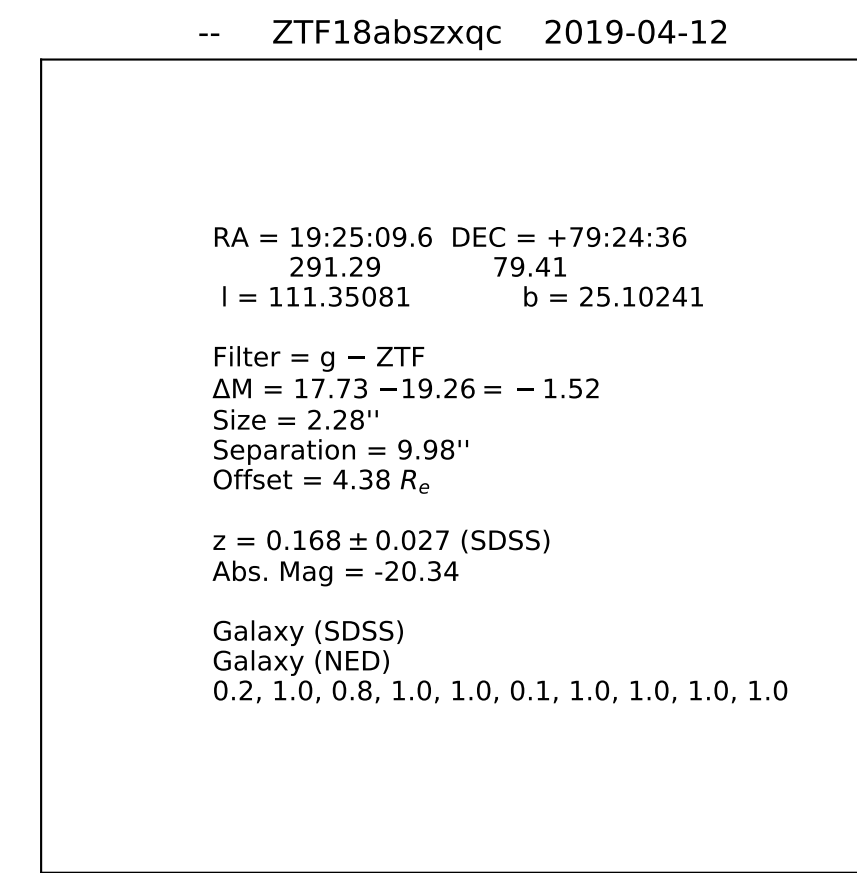 -- ZTF18abszxqc 2019-04-12
RA = 19:25:09.6 DEC = +79:24:36
291.29 79.41
l = 111.35081 b = 25.10241
Filter = g − ZTF
ΔM = 17.73 −19.26 = − 1.52
Size = 2.28''
Separation = 9.98''
Offset = 4.38 Rₑ
z = 0.168 ± 0.027 (SDSS)
Abs. Mag = -20.34
Galaxy (SDSS)
Galaxy (NED)
0.2, 1.0, 0.8, 1.0, 1.0, 0.1, 1.0, 1.0, 1.0, 1.0